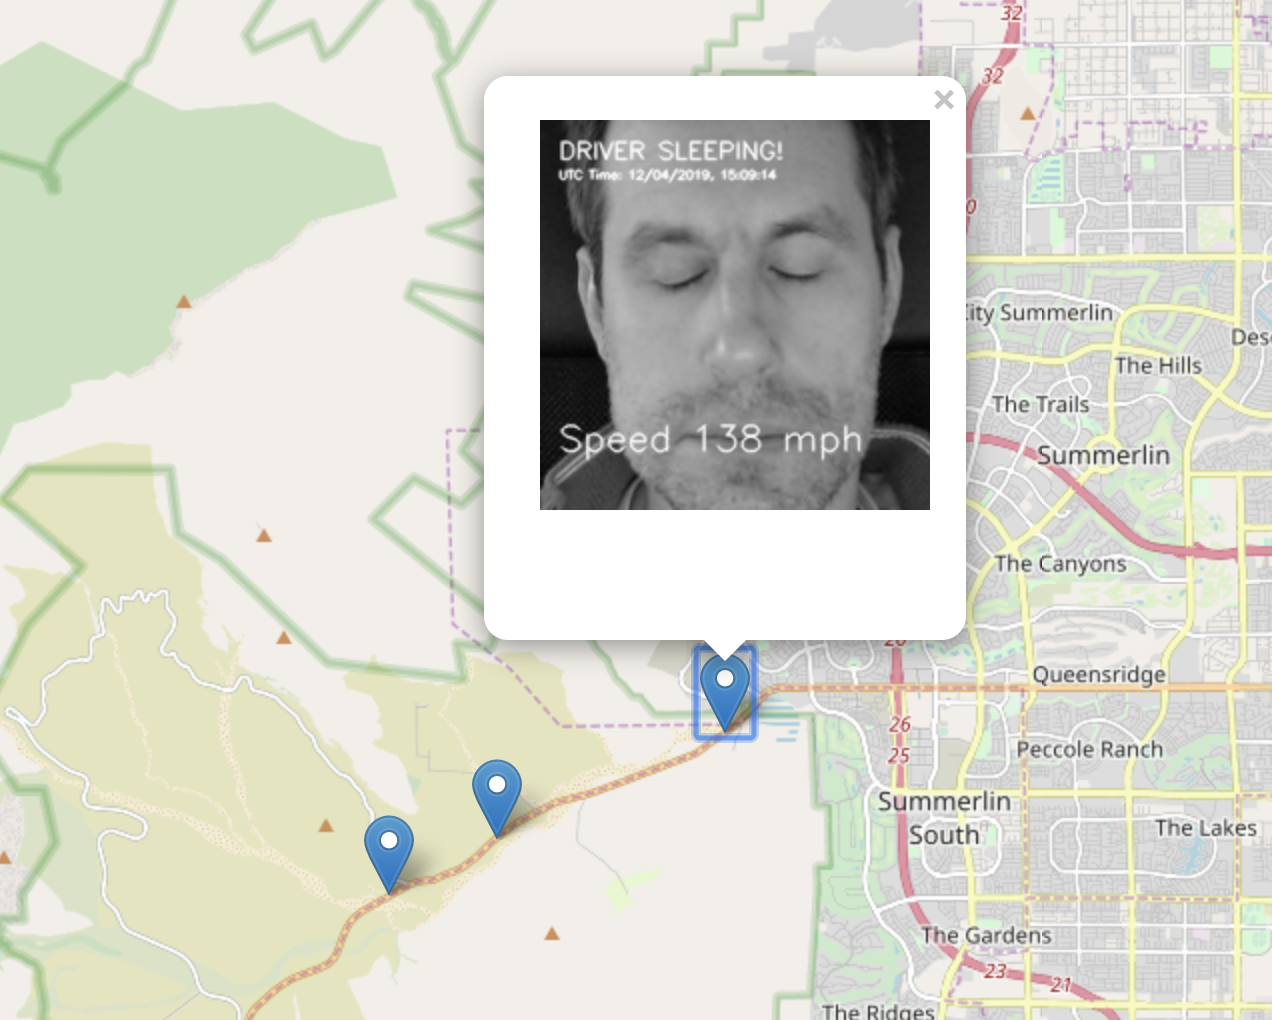 32
32
×
DRIVER SLEEPING!
UTC Time: 12/04/2019, 15:09:14
0
City Summerlin
Des
The Hills
The Trails
Speed 138 mph
Summerlin
The Canyons
26
Queensridge
26
25
Peccole Ranch
Summerlin
South
The Lakes
The Gardens
23
21
The Ridges